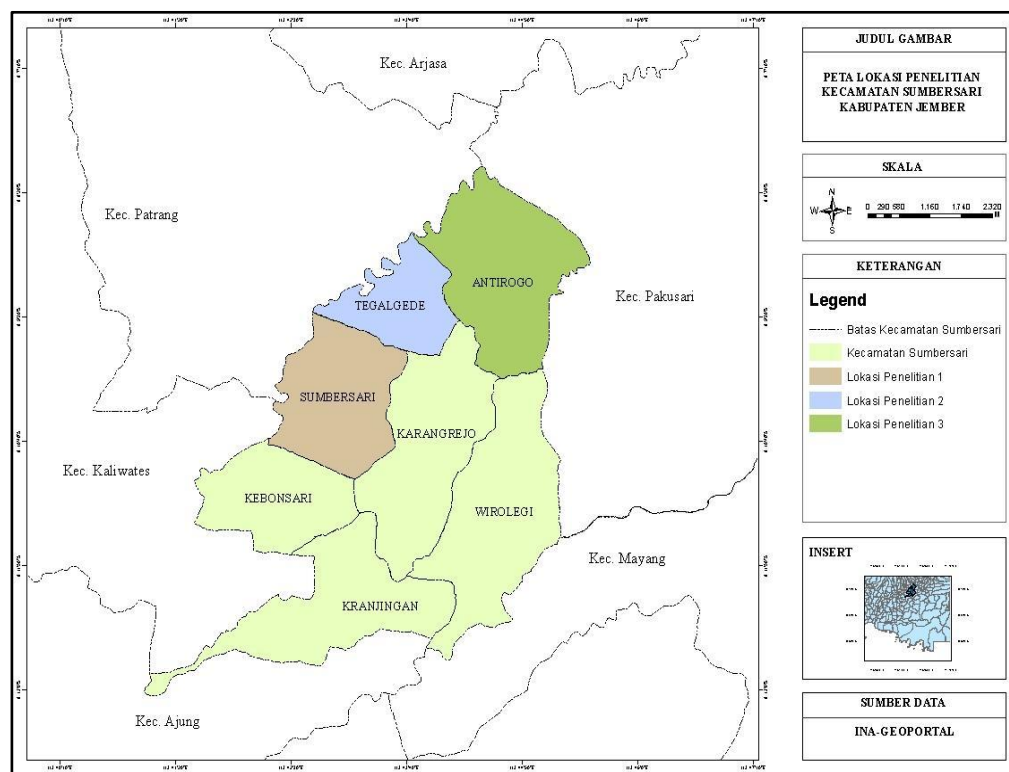 Kec. Arjasa
Kec. Patrang
ANTIROGO
TEGALGEDE
Kec. Pakusari
SUMBERSARI
KARANGREJO
Kec. Kaliwates
KEBONSARI
WIROLEGI
Kec. Mayang
KRANJINGAN
Kec. Ajung
JUDUL GAMBAR
PETA LOKASI PENELITIAN
KECAMATAN SUMBERSARI
KABUPATEN JEMBER
SKALA
N
W E
S
0 290 580 1.160 1.740 2.320
KETERANGAN
Legend
Batas Kecamatan Sumbersari
Kecamatan Sumbersari
Lokasi Penelitian 1
Lokasi Penelitian 2
Lokasi Penelitian 3
INSERT
SUMBER DATA
INA-GEOPORTAL